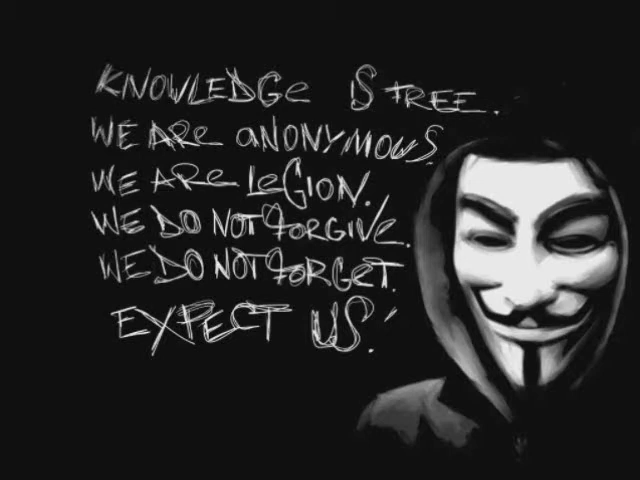 KNOWLEDGe IS FREE.
WE ARe aNONYMOUS.
WE ARe LeGION.
WE DO NOT FORGIVe.
WE DO NOT FORGeT.
EXPECT US!